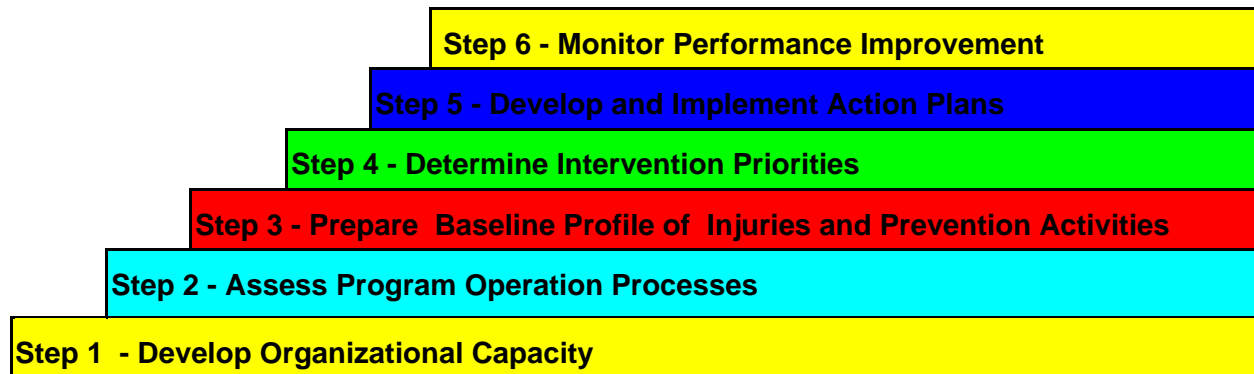 Step 6 - Monitor Performance Improvement
Step 5 - Develop and Implement Action Plans
Step 4 - Determine Intervention Priorities
Step 3 - Prepare  Baseline Profile of  Injuries and Prevention Activities
Step 2 - Assess Program Operation Processes
Step 1  - Develop Organizational Capacity